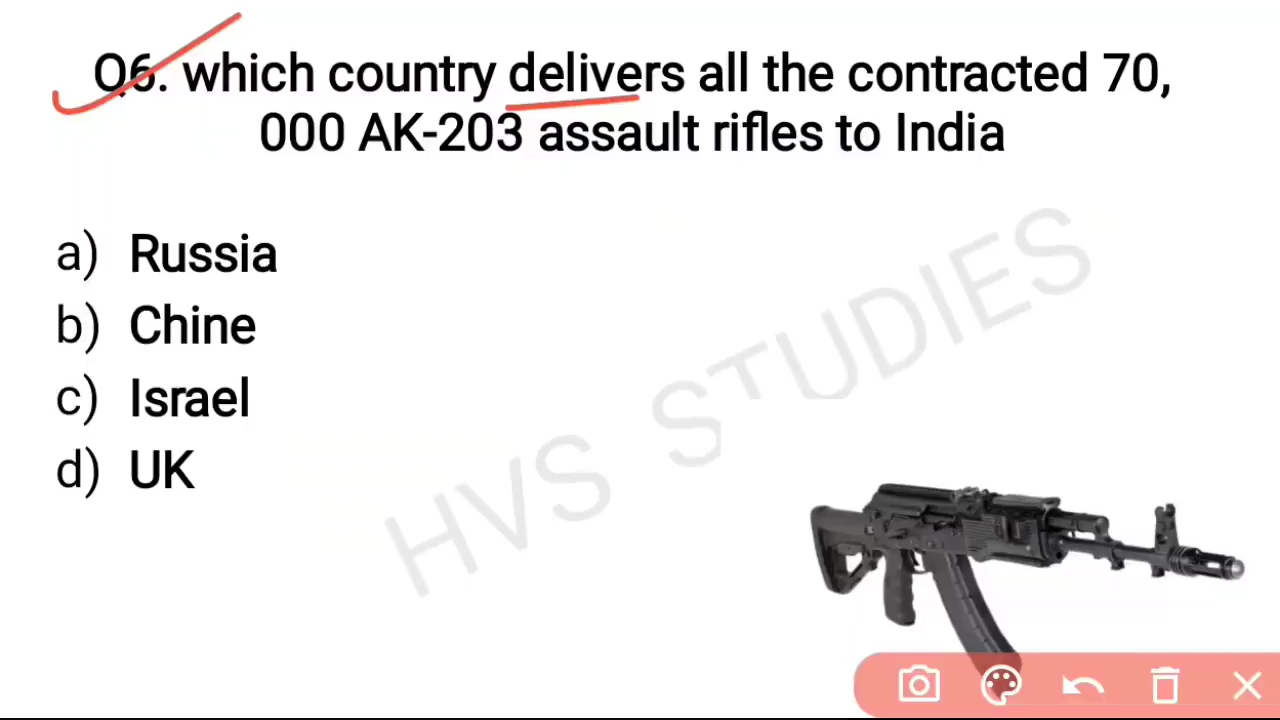 Q6. which country delivers all the contracted 70,
000 AK-203 assault rifles to India
a) Russia
b) Chine
c) Israel
d) UK
HVS STUDIES